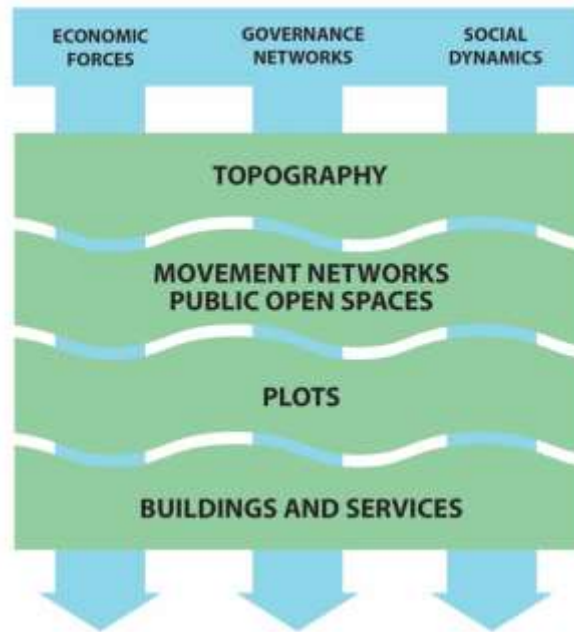 ECONOMIC
FORCES
GOVERNANCE
NETWORKS
SOCIAL
DYNAMICS
TOPOGRAPHY
MOVEMENT NETWORKS
PUBLIC OPEN SPACES
PLOTS
BUILDINGS AND SERVICES